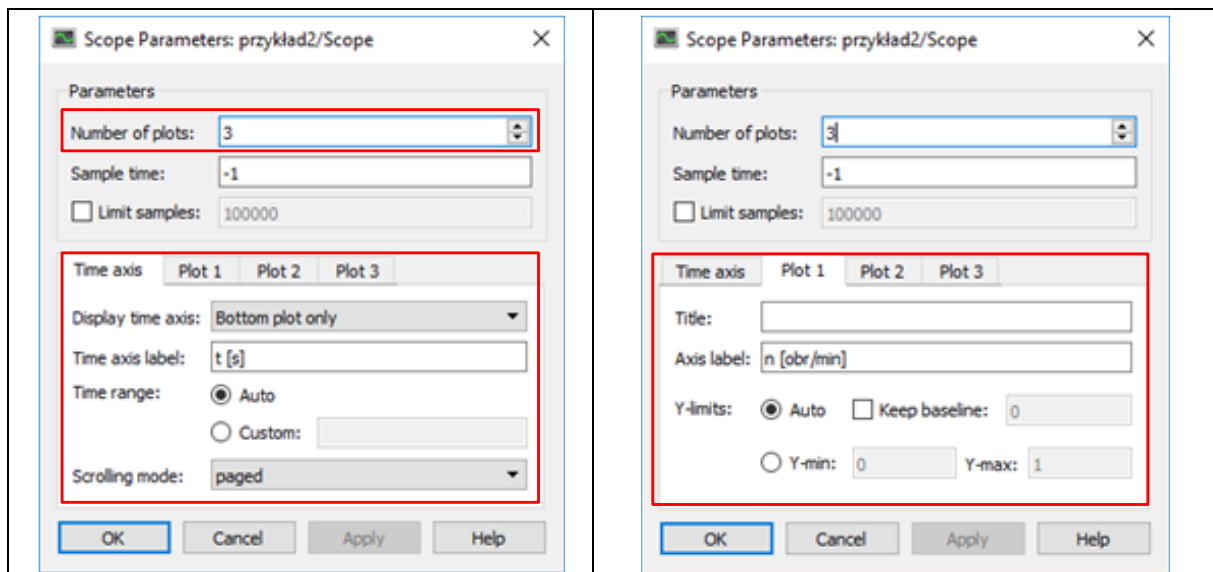 Scope Parameters: przykład2/Scope
Parameters
Number of plots: 3
Sample time: -1
Limit samples: 100000
Time axis Plot 1 Plot 2 Plot 3
Display time axis: Bottom plot only
Time axis label: t [s]
Time range: Auto
Custom:
Scrolling mode: paged
OK Cancel Apply Help
Scope Parameters: przykład2/Scope
Parameters
Number of plots: 3
Sample time: -1
Limit samples: 100000
Time axis Plot 1 Plot 2 Plot 3
Title:
Axis label: n [obr/min]
Y-limits: Auto Keep baseline: 0
Y-min: 0 Y-max: 1
OK Cancel Apply Help